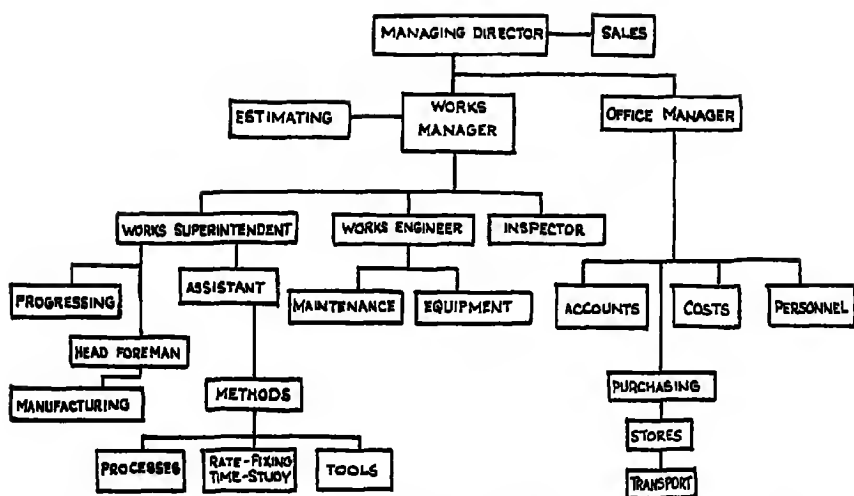 MANAGING DIRECTOR
SALES
ESTIMATING
WORKS
MANAGER
OFFICE MANAGER
WORKS SUPERINTENDENT
WORKS ENGINEER
INSPECTOR
PROGRESSING
ASSISTANT
MAINTENANCE
EQUIPMENT
ACCOUNTS
COSTS
PERSONNEL
HEAD FOREMAN
MANUFACTURING
METHODS
PURCHASING
STORES
PROCESSES
RATE-FIXING
TIME-STUDY
TOOLS
TRANSPORT